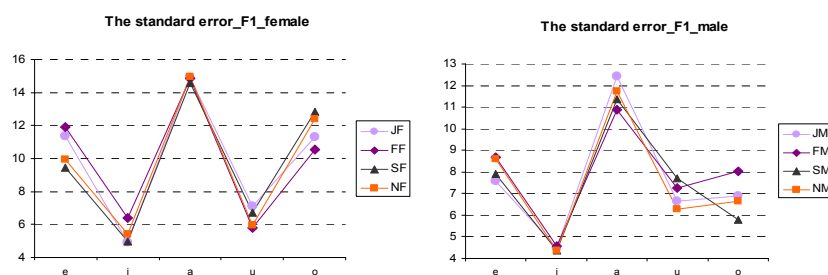 The standard error_F1_female
16
14
12
10
8
6
4
e i a u o
JF
FF
SF
NF
The standard error_F1_male
13
12
11
10
9
8
7
6
5
4
e i a u o
JM
FM
SM
NM